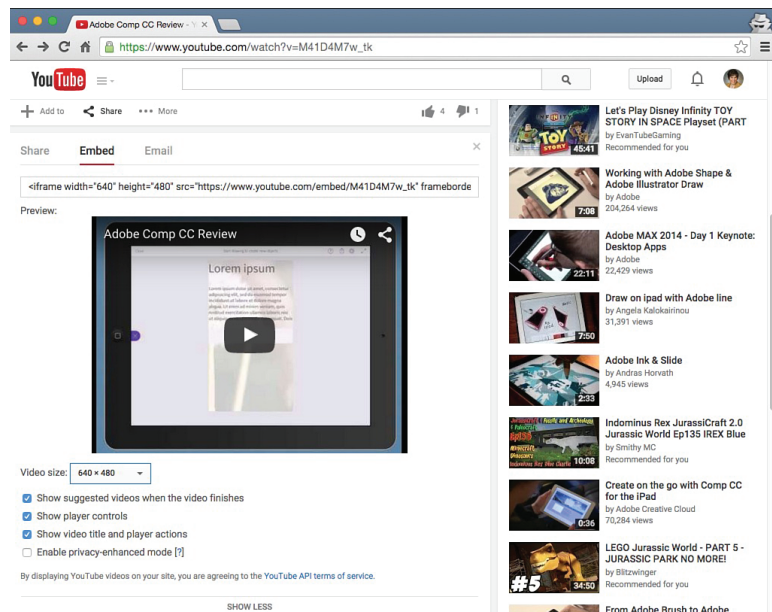 Adobe Comp CC Review -
https://www.youtube.com/watch?v=M41D4M7w_tk
YouTube
Upload
Add to
Share
More
4
1
Share
Embed
Email
<iframe width="640" height="480" src="https://www.youtube.com/embed/M41D4M7w_tk" frameborde
Preview:
Adobe Comp CC Review
Lorem ipsum
Video size:
640 × 480
Show suggested videos when the video finishes
Show player controls
Show video title and player actions
Enable privacy-enhanced mode [?]
By displaying YouTube videos on your site, you are agreeing to the YouTube API terms of service.
SHOW LESS
TOY
STORY
45:41
Let's Play Disney Infinity TOY
STORY IN SPACE Playset (PART
by EvanTubeGaming
Recommended for you
7:08
Working with Adobe Shape &
Adobe Illustrator Draw
by Adobe
204,264 views
22:11
Adobe MAX 2014 - Day 1 Keynote:
Desktop Apps
by Adobe
22,429 views
7:50
Draw on ipad with Adobe line
by Angela Kalokairinou
31,391 views
2:33
Adobe Ink & Slide
by Andras Horvath
4,945 views
Ep135
10:08
Indominus Rex JurassiCraft 2.0
Jurassic World Ep135 IREX Blue
by Smithy MC
Recommended for you
0:36
Create on the go with Comp CC
for the iPad
by Adobe Creative Cloud
70,284 views
#5
34:50
LEGO Jurassic World - PART 5 -
JURASSIC PARK NO MORE!
by Blitzwinger
Recommended for you
From Adobe Brush to Adobe